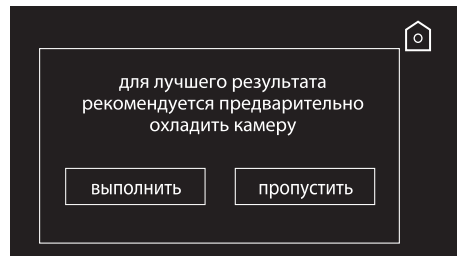 для лучшего результата
рекомендуется предварительно
охладить камеру
выполнить
пропустить